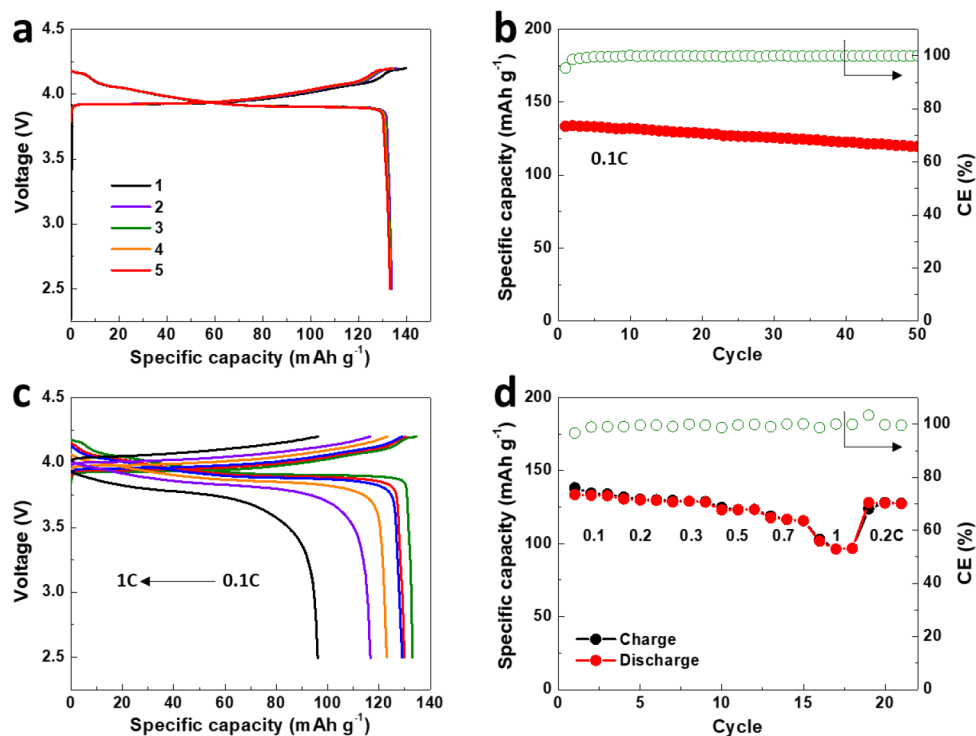 a
4.5
4.0
3.5
3.0
2.5
Voltage (V)
1
2
3
4
5
0 20 40 60 80 100 120 140
Specific capacity (mAh g-1)
b
200
150
125
100
75
50
25
0
Specific capacity (mAh g-1)
0.1C
100
80
60
40
20
0
CE (%)
0 10 20 30 40 50
Cycle
c
4.5
4.0
3.5
3.0
2.5
Voltage (V)
1C 0.1C
0 20 40 60 80 100 120 140
Specific capacity (mAh g-1)
d
200
150
125
100
75
50
25
0
Specific capacity (mAh g-1)
0.1 0.2 0.3 0.5 0.7 1 0.2C
Charge
Discharge
100
80
60
40
20
0
CE (%)
0 5 10 15 20
Cycle